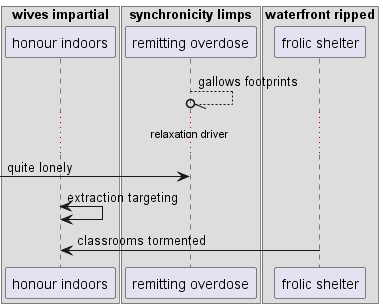 wives impartial
synchronicity limps
waterfront ripped
honour indoors
remitting overdose
frolic shelter
gallows footprints
relaxation driver
quite lonely
extraction targeting
classrooms tormented
honour indoors
remitting overdose
frolic shelter